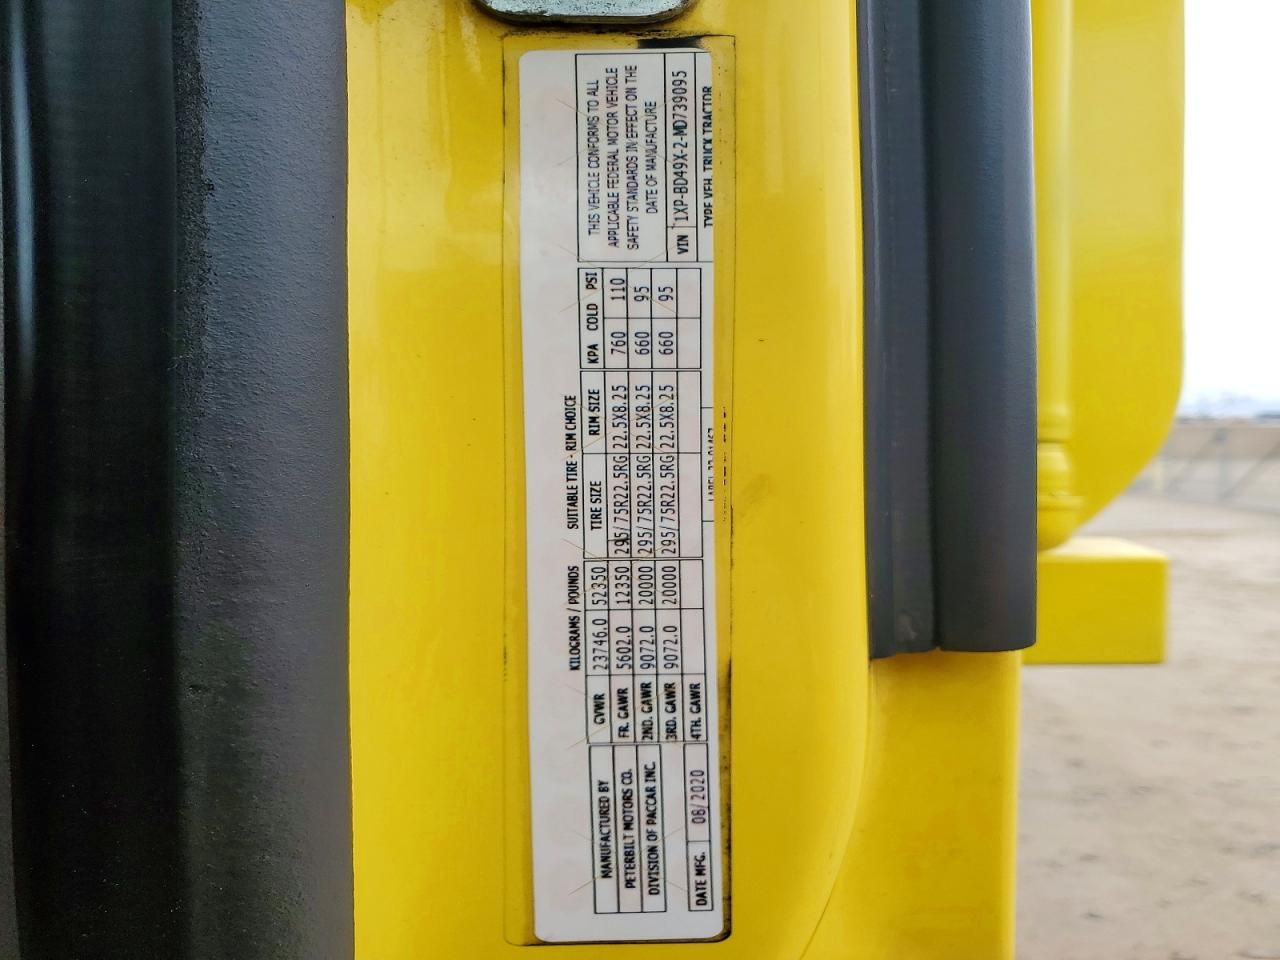 KILOGRAMS / POUNDS SUITABLE TIRE - RIM CHOICE
MANUFACTURED BY
PETERBILT MOTORS CO.
DIVISION OF PACCAR INC.
DATE MFG. 08/2020
TIRE SIZE RIM SIZE KPA COLD PSI
GVWR 23746.0 52350
FR. GAWR 5602.0 12350 295/75R22.5RG 22.5X8.25 760 110
2ND. GAWR 9072.0 20000 295/75R22.5RG 22.5X8.25 660 95
3RD. GAWR 9072.0 20000 295/75R22.5RG 22.5X8.25 660 95
4TH. GAWR
THIS VEHICLE CONFORMS TO ALL
APPLICABLE FEDERAL MOTOR VEHICLE
SAFETY STANDARDS IN EFFECT ON THE
DATE OF MANUFACTURE
VIN 1XP-BD49X-2-MD739095
TYPE VEH. TRUCK TRACTOR